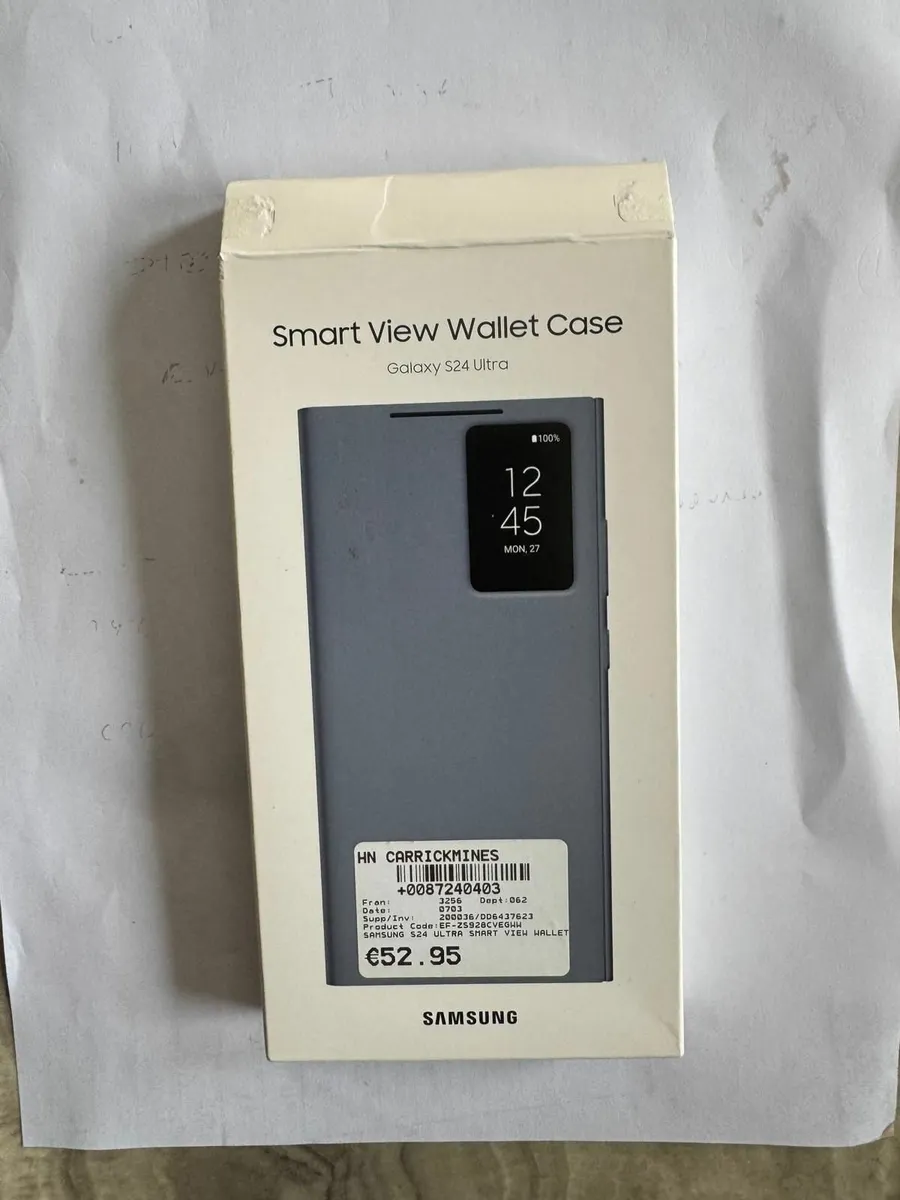 Smart View Wallet Case
Galaxy S24 Ultra
100%
12
45
MON, 27
HN CARRICKMINES
+0087240403
Fran: 3256 Dept:062
Date: 0703
Supp/Inv: 200036/DD6437623
Product Code:EF-ZS928CVEGWW
SAMSUNG S24 ULTRA SMART VIEW WALLET
€52.95
SAMSUNG